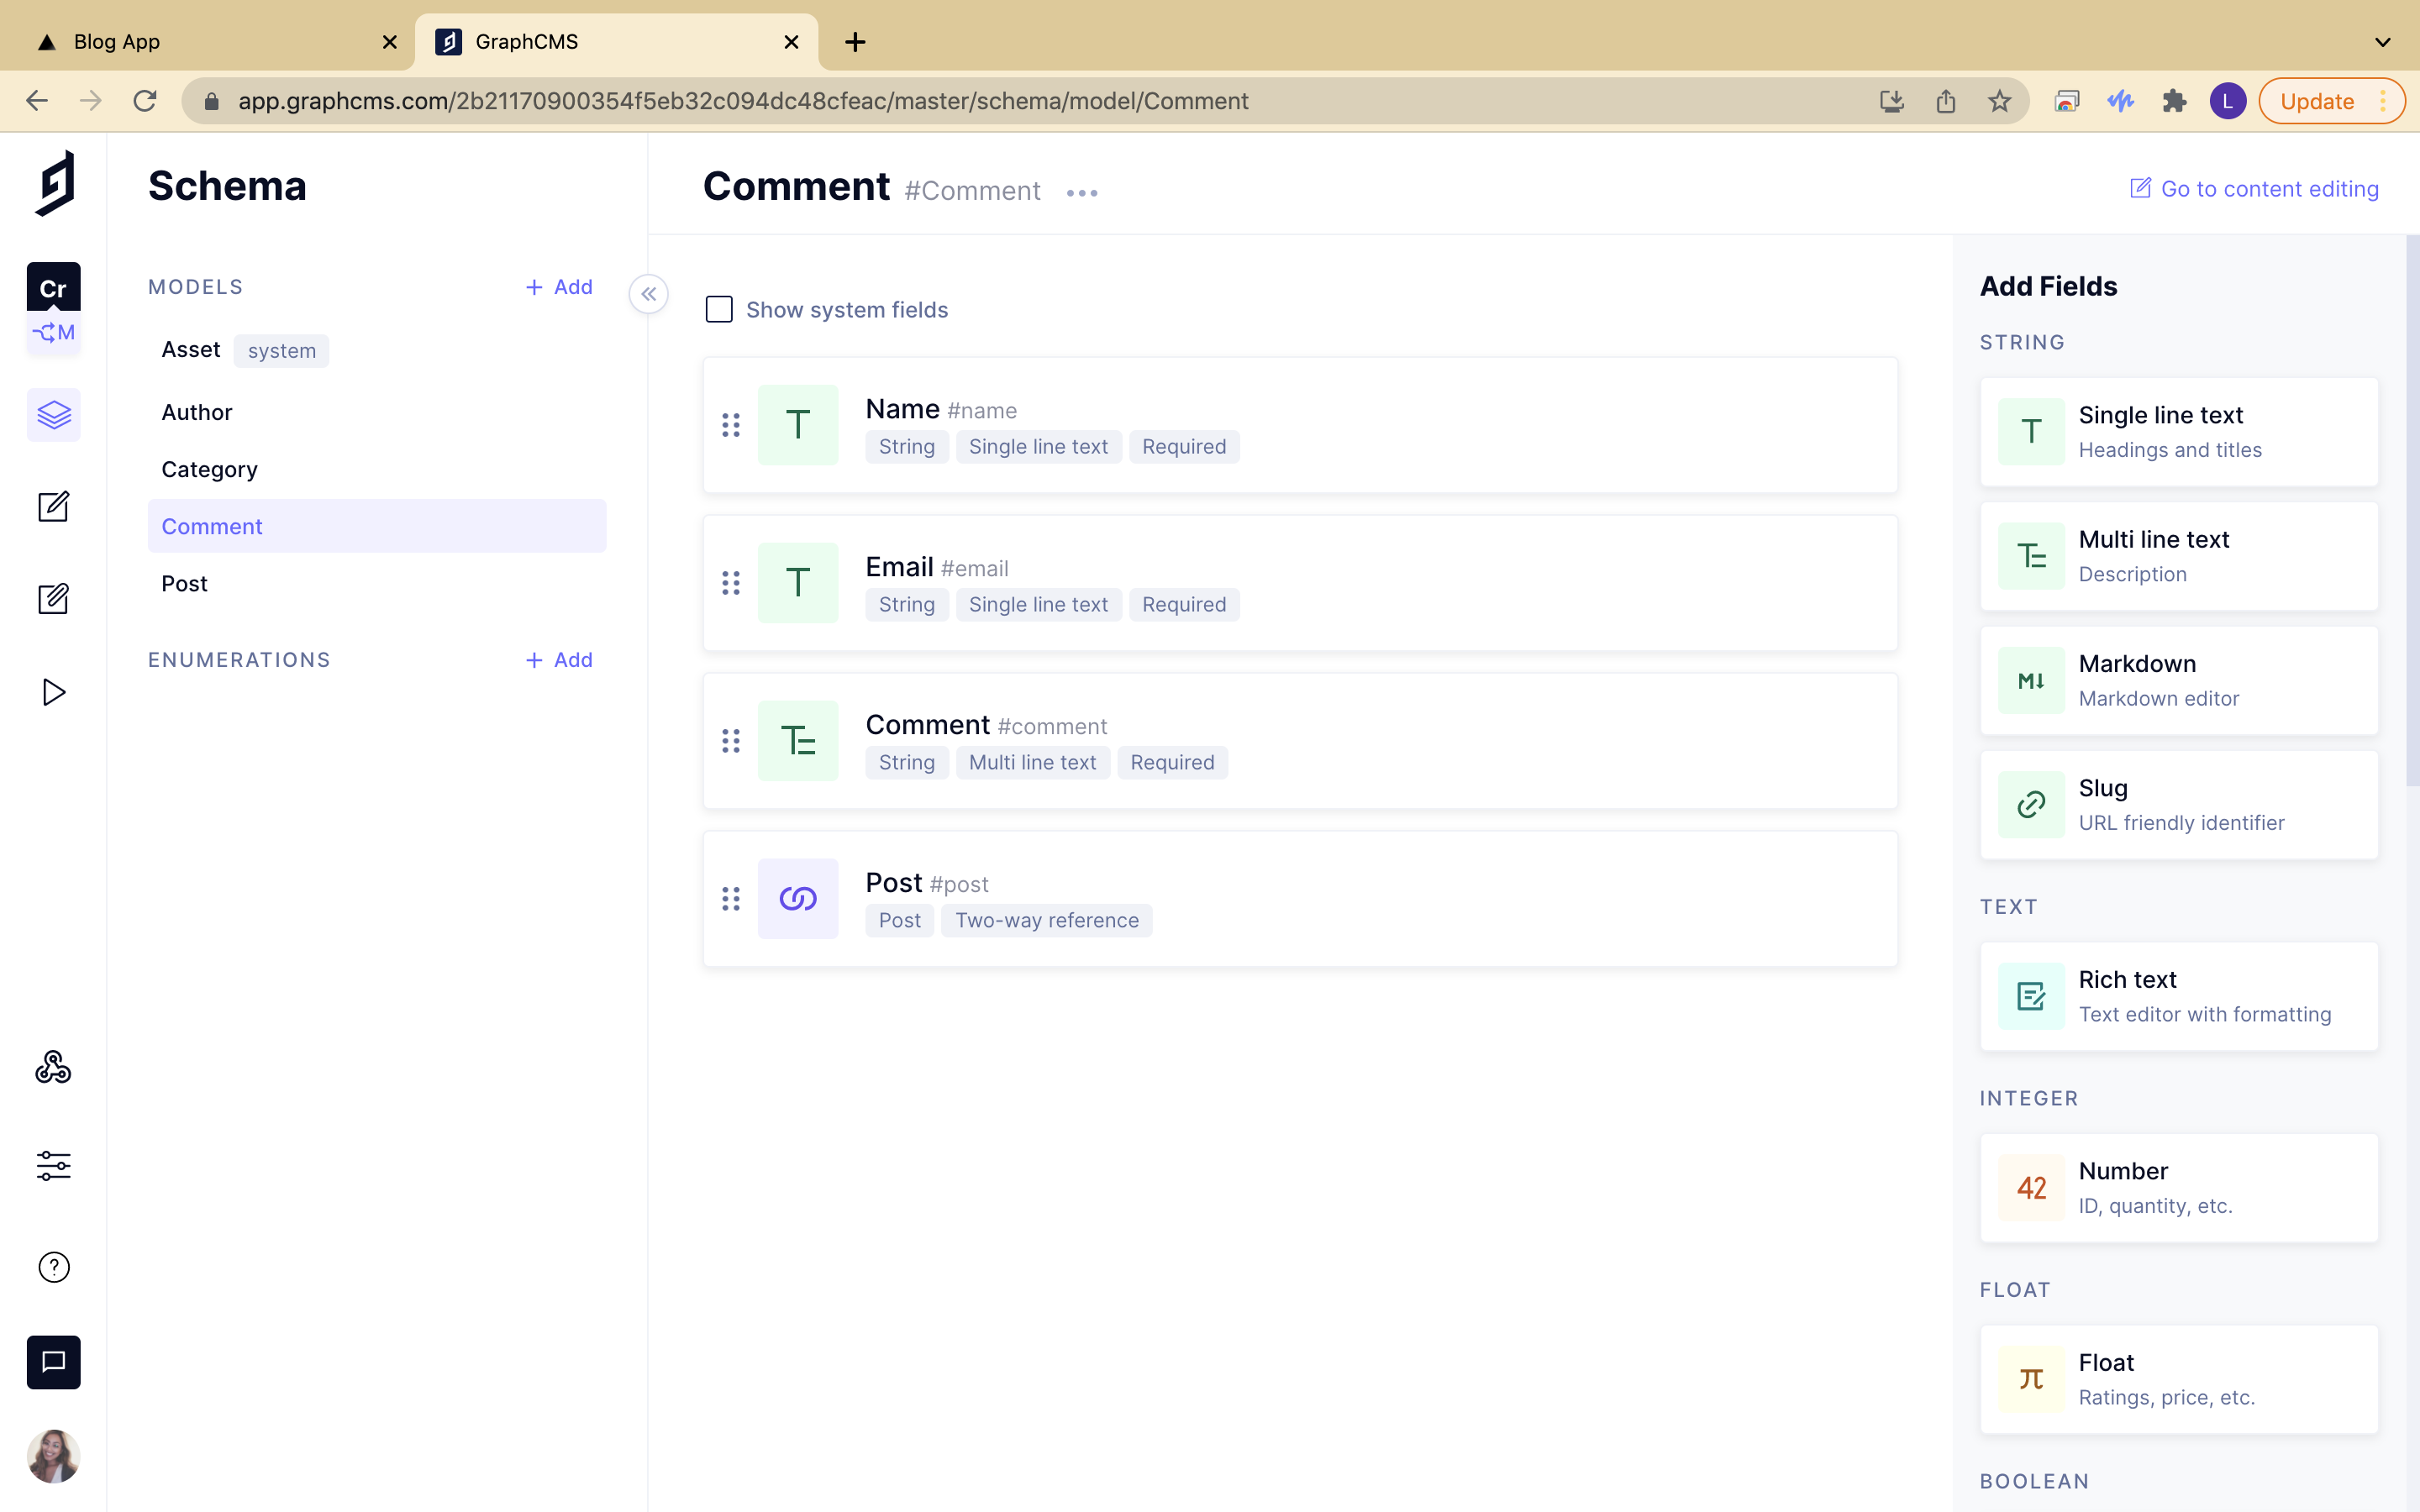 Blog App
GraphCMS
app.graphcms.com/2b21170900354f5eb32c094dc48cfeac/master/schema/model/Comment
L
Update
Cr
M
Schema
MODELS
+ Add
Asset system
Author
Category
Comment
Post
ENUMERATIONS
+ Add
Comment #Comment
Go to content editing
Show system fields
T
Name #name
String Single line text Required
T
Email #email
String Single line text Required
Comment #comment
String Multi line text Required
Post #post
Post Two-way reference
Add Fields
STRING
T
Single line text
Headings and titles
Multi line text
Description
M↓
Markdown
Markdown editor
Slug
URL friendly identifier
TEXT
Rich text
Text editor with formatting
INTEGER
42
Number
ID, quantity, etc.
FLOAT
π
Float
Ratings, price, etc.
BOOLEAN